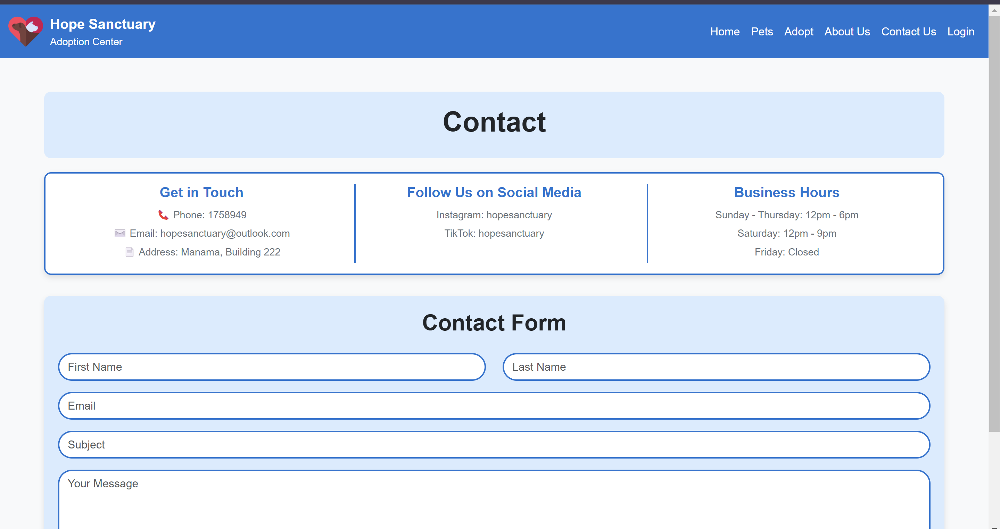 Hope Sanctuary
Adoption Center
Home Pets Adopt About Us Contact Us Login
Contact
Get in Touch
Phone: 1758949
Email: hopesanctuary@outlook.com
Address: Manama, Building 222
Follow Us on Social Media
Instagram: hopesanctuary
TikTok: hopesanctuary
Business Hours
Sunday - Thursday: 12pm - 6pm
Saturday: 12pm - 9pm
Friday: Closed
Contact Form
First Name
Last Name
Email
Subject
Your Message